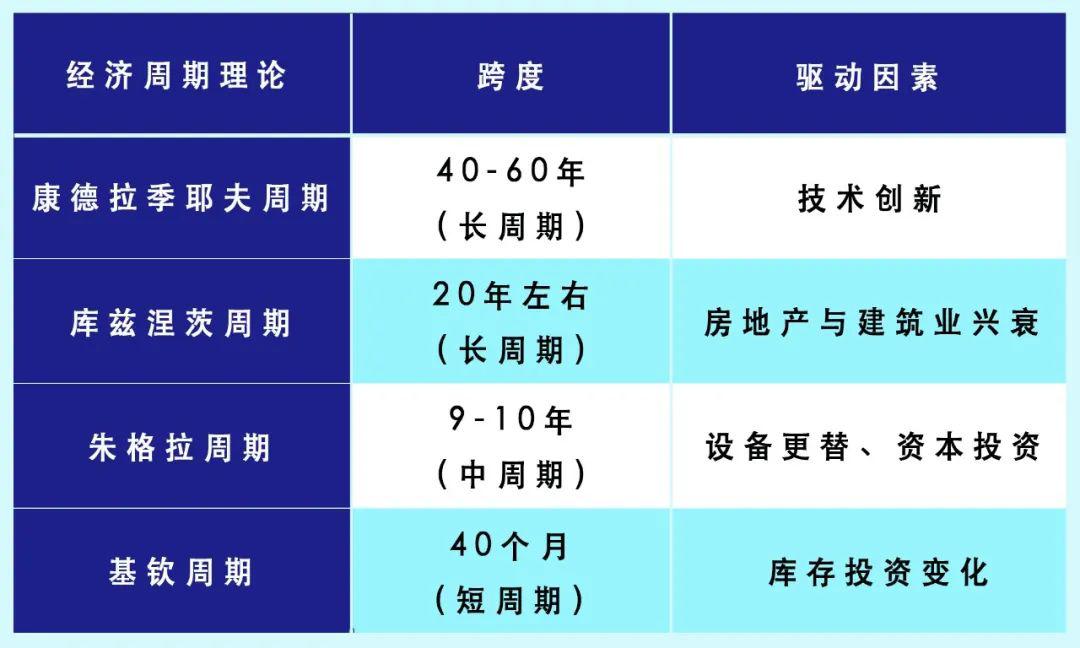 经济周期理论
跨度
驱动因素
康德拉季耶夫周期
40-60年
(长周期)
技术创新
库兹涅茨周期
20年左右
(长周期)
房地产与建筑业兴衰
朱格拉周期
9-10年
(中周期)
设备更替、资本投资
基钦周期
40个月
(短周期)
库存投资变化